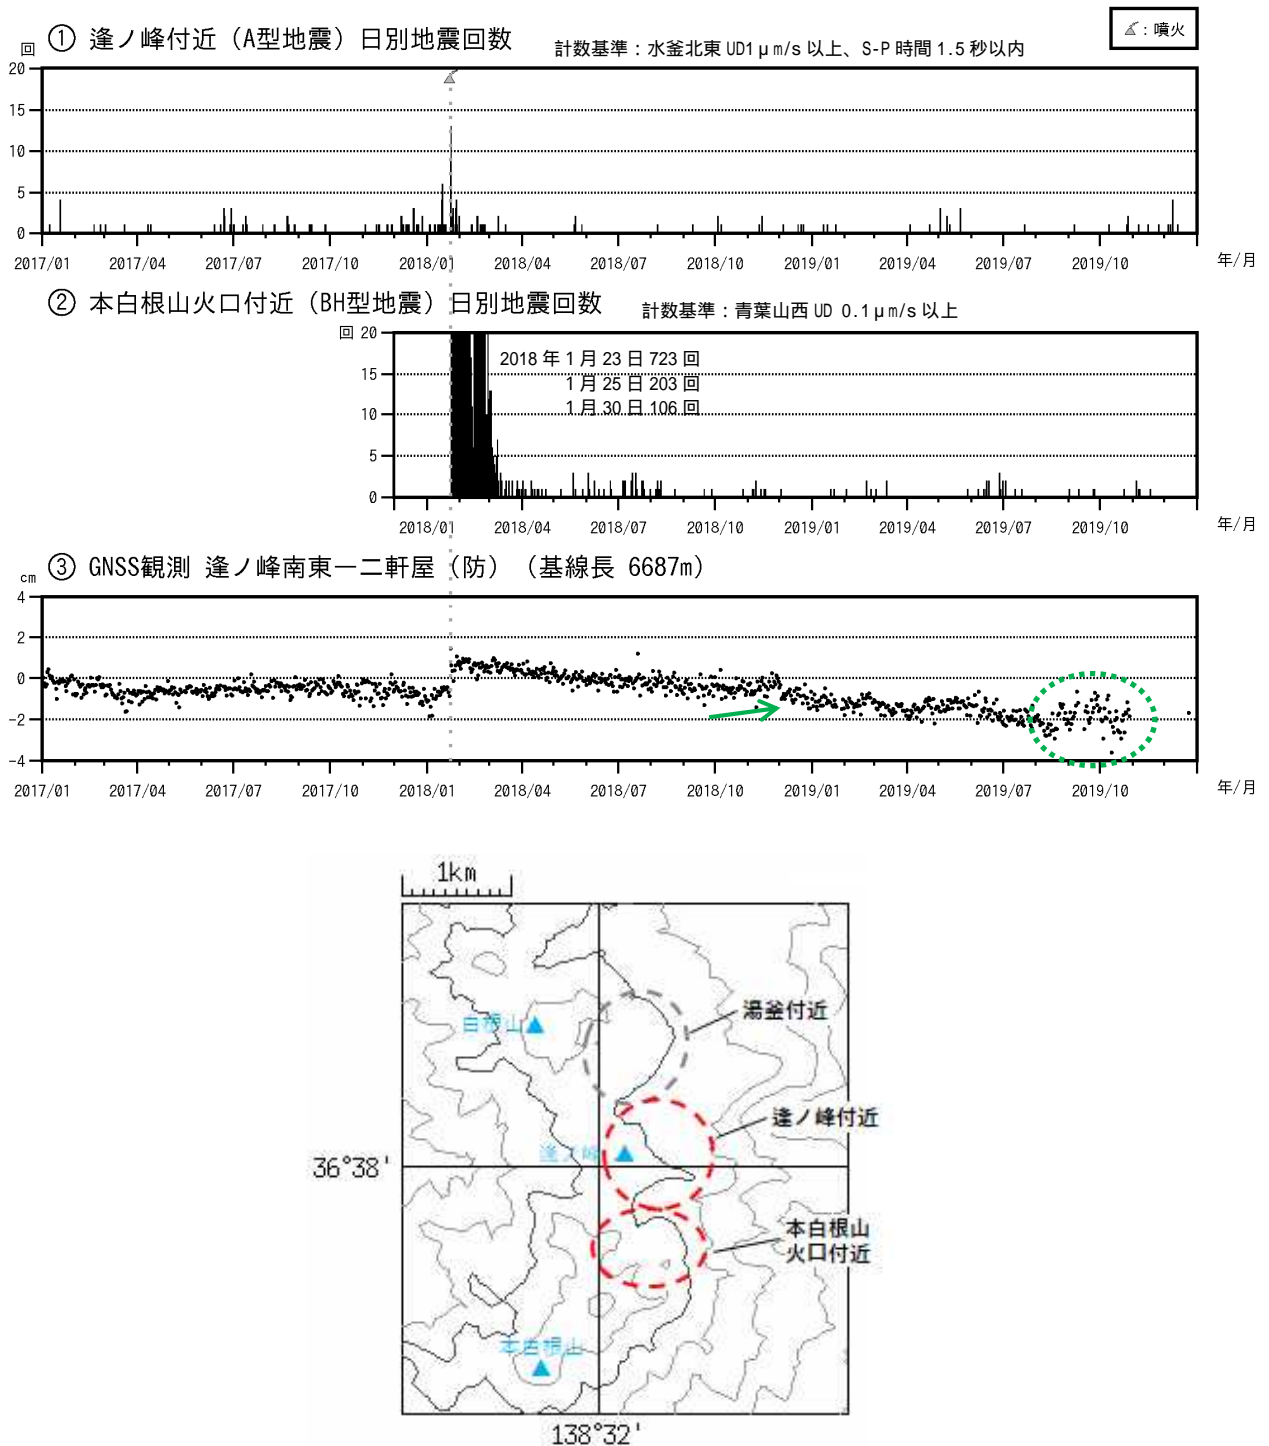 ：噴火
回 ① 逢ノ峰付近（A型地震）日別地震回数 計数基準：水釜北東 UD1μm/s 以上、S-P 時間 1.5 秒以内
20
15
10
5
0
2017/01 2017/04 2017/07 2017/10 2018/01 2018/04 2018/07 2018/10 2019/01 2019/04 2019/07 2019/10 年/月
② 本白根山火口付近（BH型地震）日別地震回数 計数基準：青葉山西 UD 0.1μm/s 以上
回 20
15
10
5
0
2018 年 1 月 23 日 723 回
1 月 25 日 203 回
1 月 30 日 106 回
2018/01 2018/04 2018/07 2018/10 2019/01 2019/04 2019/07 2019/10 年/月
cm ③ GNSS観測 逢ノ峰南東－二軒屋（防）（基線長 6687m）
4
2
0
-2
-4
2017/01 2017/04 2017/07 2017/10 2018/01 2018/04 2018/07 2018/10 2019/01 2019/04 2019/07 2019/10 年/月
1km
湯釜付近
白根山
逢ノ峰付近
逢ノ峰
36°38'
本白根山
火口付近
本白根山
138°32'